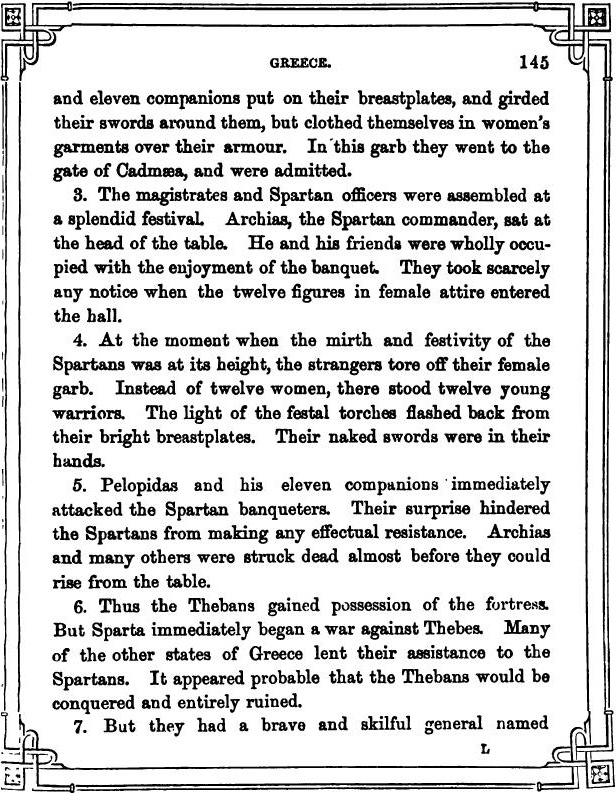 GREECE. 145
and eleven companions put on their breastplates, and girded
their swords around them, but clothed themselves in women's
garments over their armour. In this garb they went to the
gate of Cadmæa, and were admitted.
3. The magistrates and Spartan officers were assembled at
a splendid festival. Archias, the Spartan commander, sat at
the head of the table. He and his friends were wholly occu-
pied with the enjoyment of the banquet. They took scarcely
any notice when the twelve figures in female attire entered
the hall.
4. At the moment when the mirth and festivity of the
Spartans was at its height, the strangers tore off their female
garb. Instead of twelve women, there stood twelve young
warriors. The light of the festal torches flashed back from
their bright breastplates. Their naked swords were in their
hands.
5. Pelopidas and his eleven companions immediately
attacked the Spartan banqueters. Their surprise hindered
the Spartans from making any effectual resistance. Archias
and many others were struck dead almost before they could
rise from the table.
6. Thus the Thebans gained possession of the fortress.
But Sparta immediately began a war against Thebes. Many
of the other states of Greece lent their assistance to the
Spartans. It appeared probable that the Thebans would be
conquered and entirely ruined.
7. But they had a brave and skilful general named
L